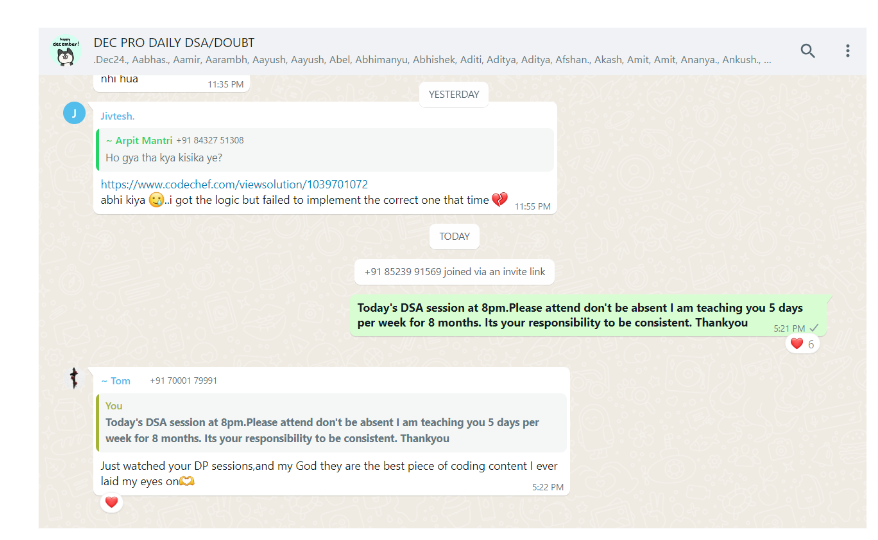 happy
december!
DEC PRO DAILY DSA/DOUBT
.Dec24., Aabhas., Aamir, Aarambh, Aayush, Aayush, Abel, Abhimanyu, Abhishek, Aditi, Aditya, Aditya, Afshan., Akash, Amit, Amit, Ananya., Ankush., ...
nhi hua
11:35 PM
YESTERDAY
J
Jivtesh.
~ Arpit Mantri +91 84327 51308
Ho gya tha kya kisika ye?
https://www.codechef.com/viewsolution/1039701072
abhi kiya 🥲..i got the logic but failed to implement the correct one that time 💔
11:55 PM
TODAY
+91 85239 91569 joined via an invite link
Today's DSA session at 8pm.Please attend don't be absent I am teaching you 5 days
per week for 8 months. Its your responsibility to be consistent. Thankyou
5:21 PM
❤️ 6
~ Tom +91 70001 79991
You
Today's DSA session at 8pm.Please attend don't be absent I am teaching you 5 days per
week for 8 months. Its your responsibility to be consistent. Thankyou
Just watched your DP sessions,and my God they are the best piece of coding content I ever
laid my eyes on🫶
5:22 PM
❤️